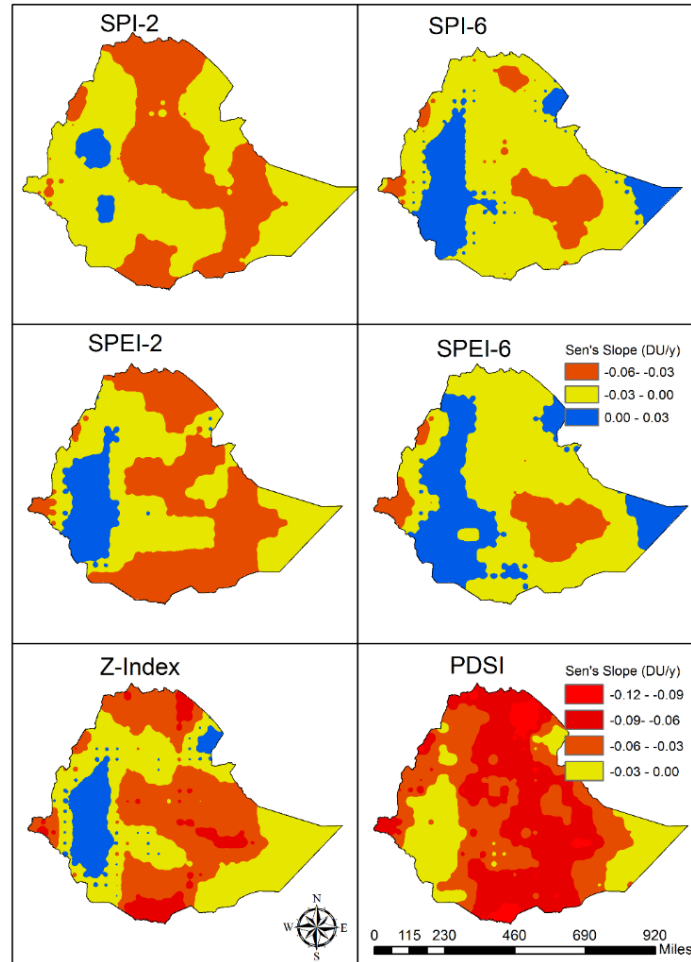 SPI-2
SPI-6
SPEI-2
SPEI-6
Sen's Slope (DU/y)
-0.06- -0.03
-0.03 - 0.00
0.00 - 0.03
Z-Index
PDSI
Sen's Slope (DU/y)
-0.12 - -0.09
-0.09 - -0.06
-0.06 - -0.03
-0.03 - 0.00
N
W E
S
0 115 230 460 690 920
Miles